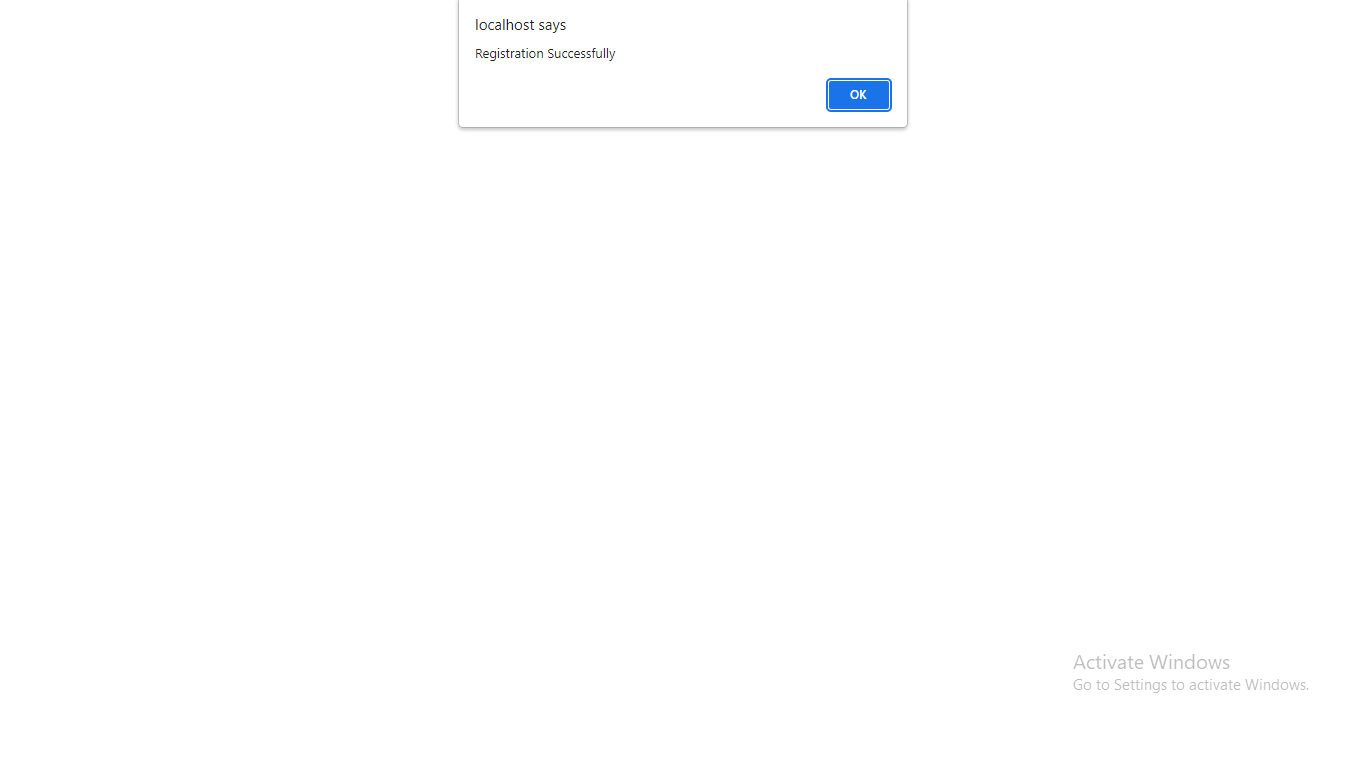 localhost says
Registration Successfully
OK
Activate Windows
Go to Settings to activate Windows.